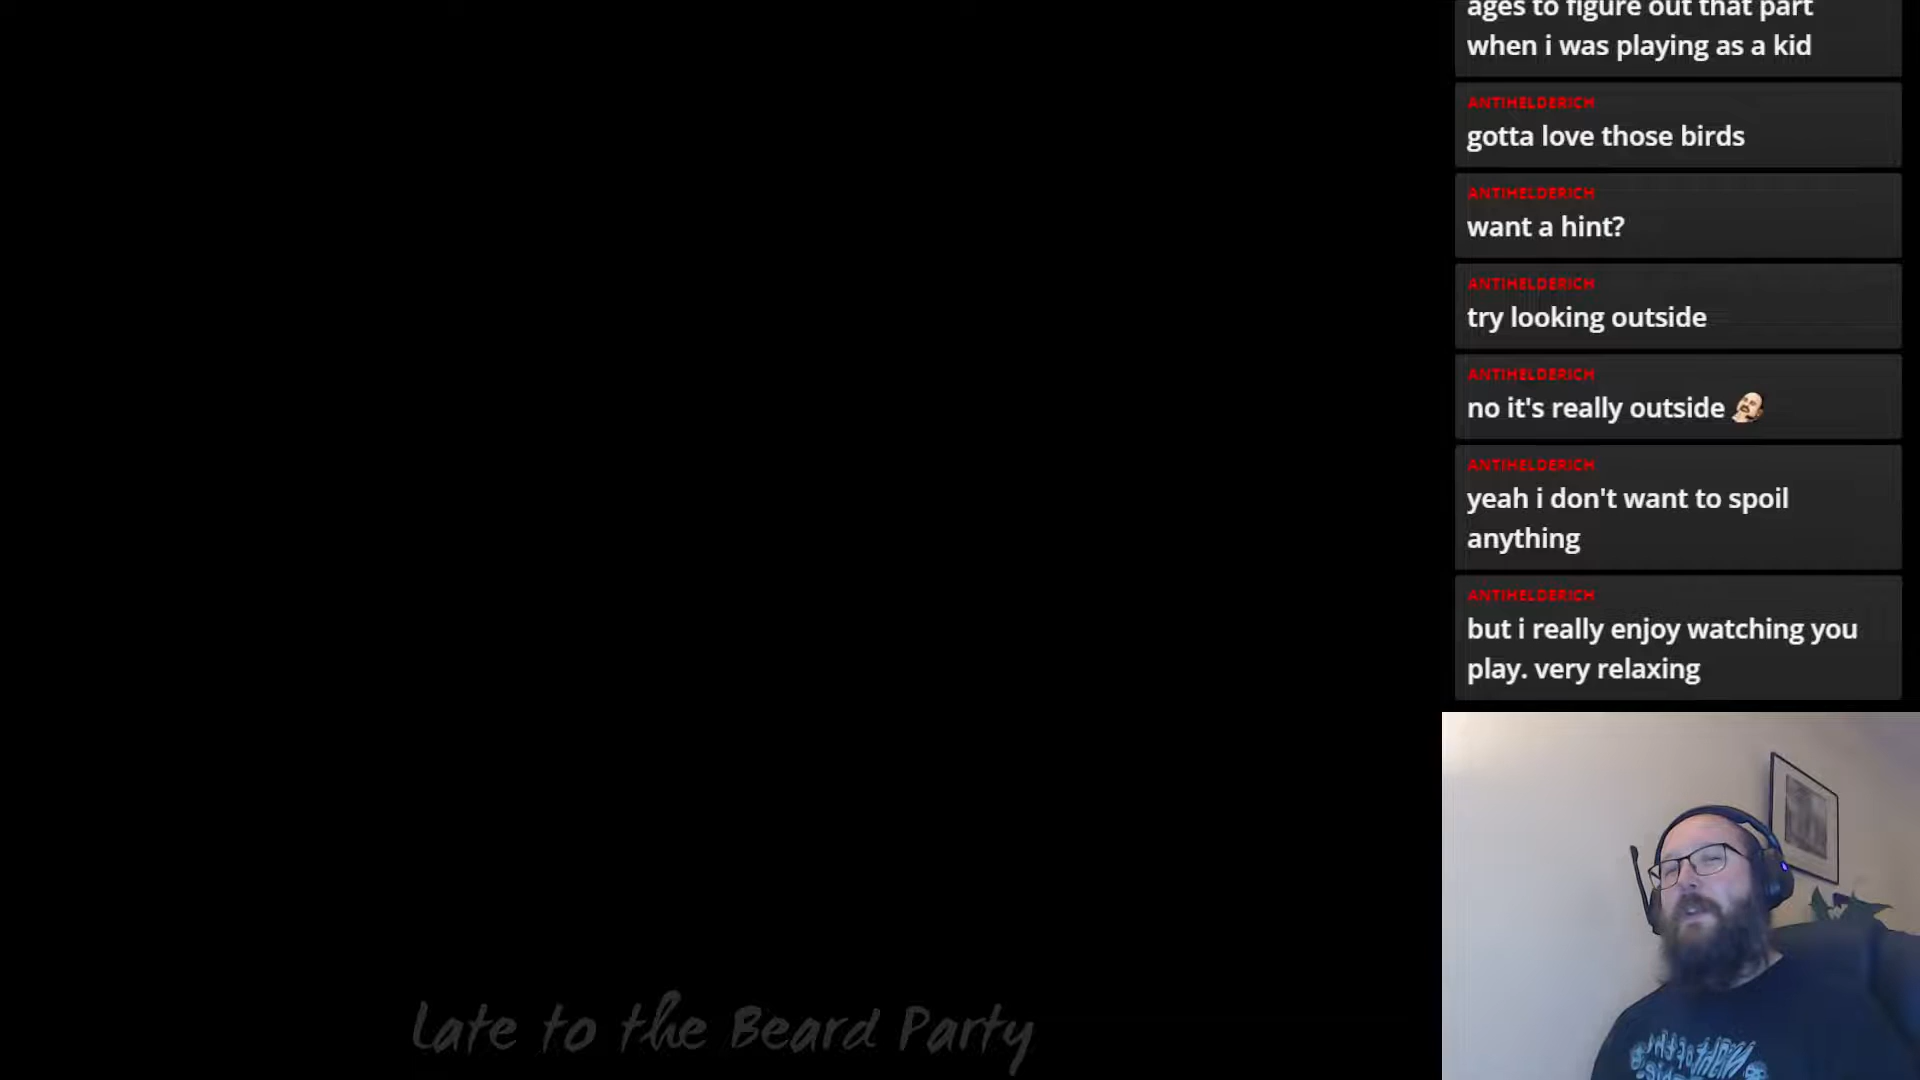 ages to figure out that part
when i was playing as a kid
ANTIHELDERICH
gotta love those birds
ANTIHELDERICH
want a hint?
ANTIHELDERICH
try looking outside
ANTIHELDERICH
no it's really outside
ANTIHELDERICH
yeah i don't want to spoil
anything
ANTIHELDERICH
but i really enjoy watching you
play. very relaxing
Late to the Beard Party